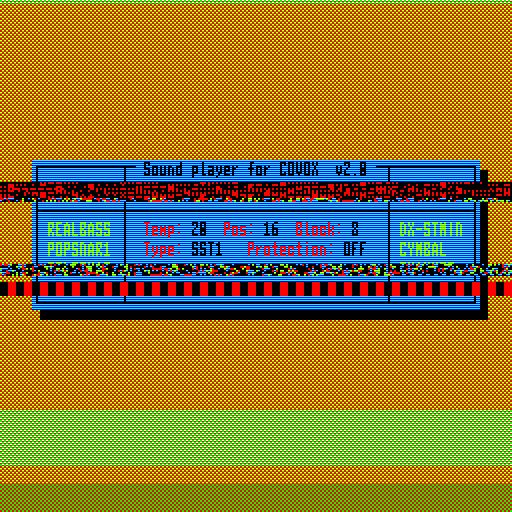 Sound player for COVOX v2.0
REALBASS Temp: 28 Pos: 16 Block: 8 DX-STMIN
POPSNAR1 Type: SST1 Protection: OFF CYMBAL